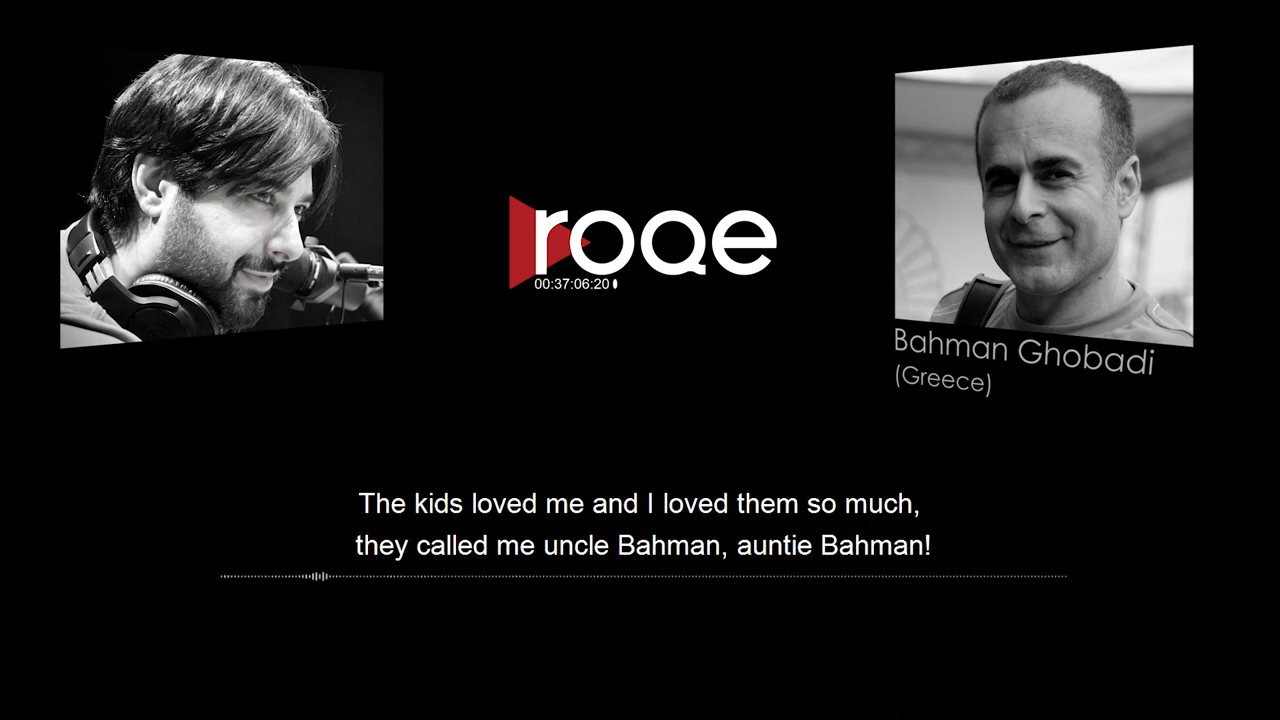 roqe
00:37:06:20
Bahman Ghobadi
(Greece)
The kids loved me and I loved them so much,
they called me uncle Bahman, auntie Bahman!